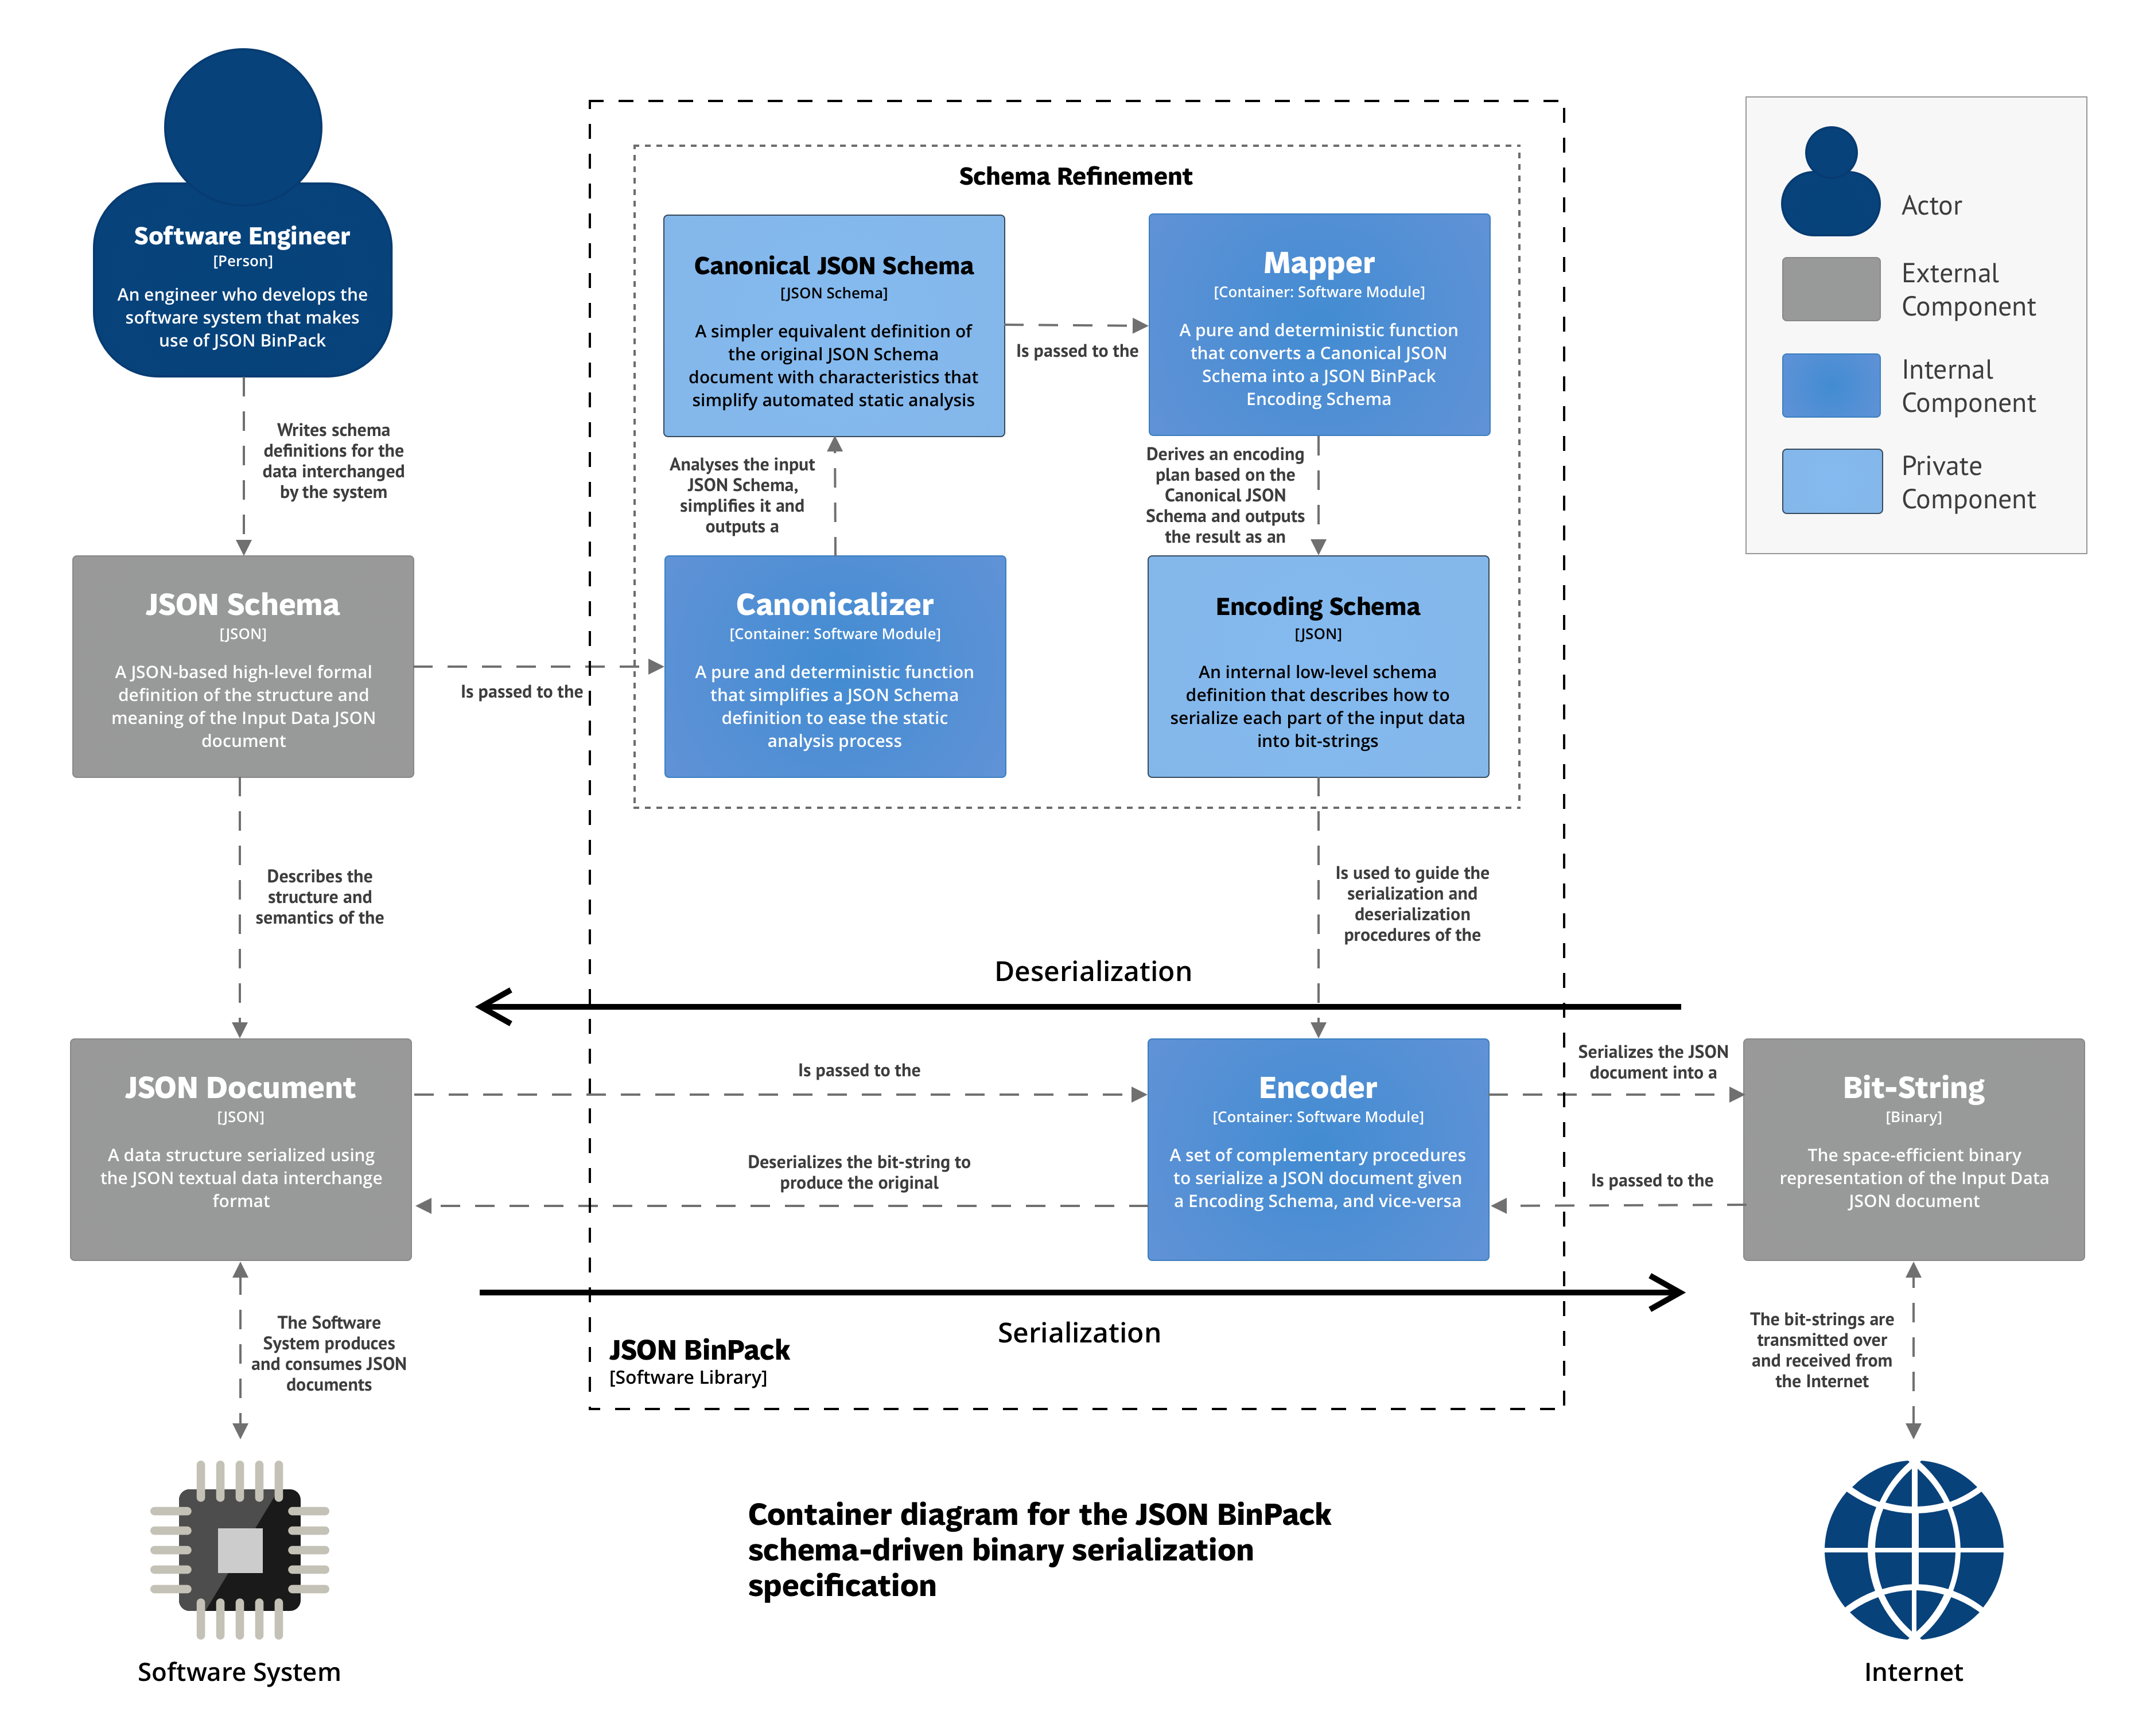 Software Engineer
[Person]
An engineer who develops the
software system that makes
use of JSON BinPack
Writes schema
definitions for the
data interchanged
by the system
JSON Schema
[JSON]
A JSON-based high-level formal
definition of the structure and
meaning of the Input Data JSON
document
Is passed to the
Describes the
structure and
semantics of the
Schema Refinement
Canonical JSON Schema
[JSON Schema]
A simpler equivalent definition of
the original JSON Schema
document with characteristics that
simplify automated static analysis
Is passed to the
Mapper
[Container: Software Module]
A pure and deterministic function
that converts a Canonical JSON
Schema into a JSON BinPack
Encoding Schema
Analyses the input
JSON Schema,
simplifies it and
outputs a
Derives an encoding
plan based on the
Canonical JSON
Schema and outputs
the result as an
Canonicalizer
[Container: Software Module]
A pure and deterministic function
that simplifies a JSON Schema
definition to ease the static
analysis process
Encoding Schema
[JSON]
An internal low-level schema
definition that describes how to
serialize each part of the input data
into bit-strings
Is used to guide the
serialization and
deserialization
procedures of the
Actor
External
Component
Internal
Component
Private
Component
Deserialization
JSON Document
[JSON]
A data structure serialized using
the JSON textual data interchange
format
Is passed to the
Deserializes the bit-string to
produce the original
Encoder
[Container: Software Module]
A set of complementary procedures
to serialize a JSON document given
a Encoding Schema, and vice-versa
Serializes the JSON
document into a
Is passed to the
Bit-String
[Binary]
The space-efficient binary
representation of the Input Data
JSON document
Serialization
JSON BinPack
[Software Library]
The Software
System produces
and consumes JSON
documents
The bit-strings are
transmitted over
and received from
the Internet
Container diagram for the JSON BinPack
schema-driven binary serialization
specification
Software System
Internet